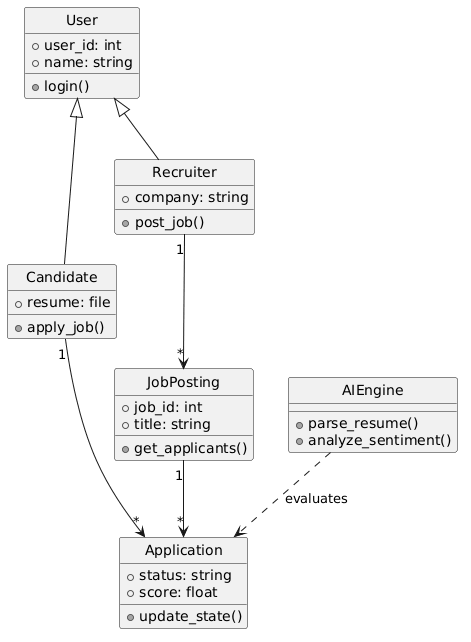 User
user_id: int
name: string
login()
Recruiter
company: string
post_job()
1
Candidate
resume: file
apply_job()
1
*
JobPosting
job_id: int
title: string
get_applicants()
1
AIEngine
parse_resume()
analyze_sentiment()
evaluates
*
*
Application
status: string
score: float
update_state()